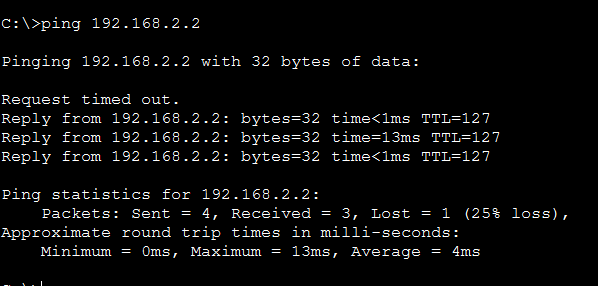 C:\>ping 192.168.2.2
Pinging 192.168.2.2 with 32 bytes of data:
Request timed out.
Reply from 192.168.2.2: bytes=32 time<1ms TTL=127
Reply from 192.168.2.2: bytes=32 time=13ms TTL=127
Reply from 192.168.2.2: bytes=32 time<1ms TTL=127
Ping statistics for 192.168.2.2:
Packets: Sent = 4, Received = 3, Lost = 1 (25% loss),
Approximate round trip times in milli-seconds:
Minimum = 0ms, Maximum = 13ms, Average = 4ms